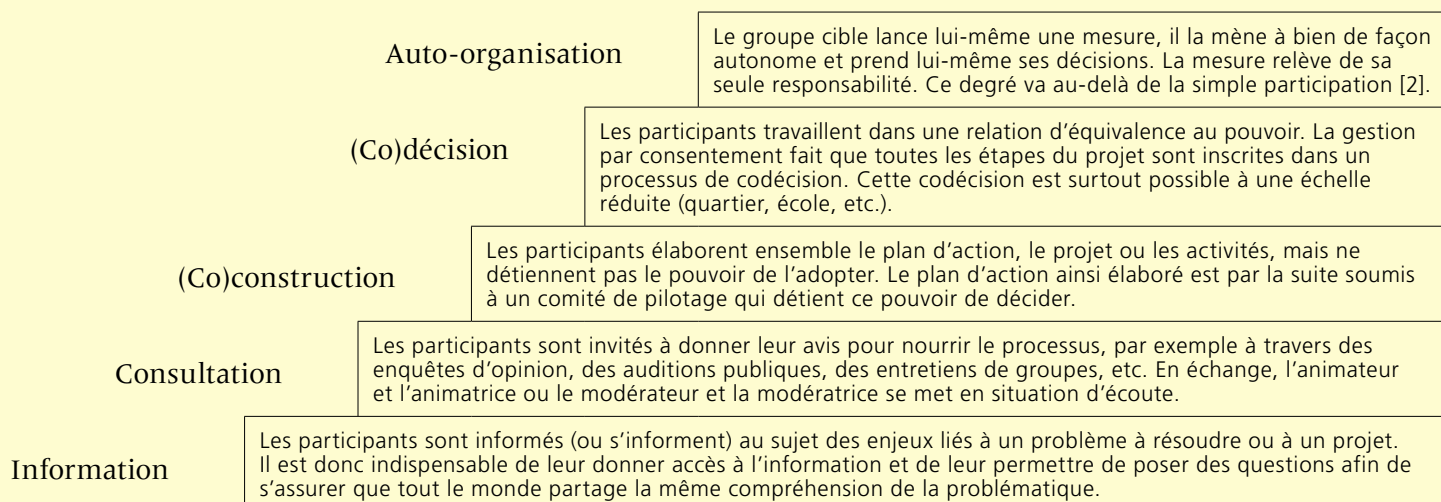 Auto-organisation
Le groupe cible lance lui-même une mesure, il la mène à bien de façon
autonome et prend lui-même ses décisions. La mesure relève de sa
seule responsabilité. Ce degré va au-delà de la simple participation [2].
(Co)décision
Les participants travaillent dans une relation d’équivalence au pouvoir. La gestion
par consentement fait que toutes les étapes du projet sont inscrites dans un
processus de codécision. Cette codécision est surtout possible à une échelle
réduite (quartier, école, etc.).
(Co)construction
Les participants élaborent ensemble le plan d’action, le projet ou les activités, mais ne
détiennent pas le pouvoir de l’adopter. Le plan d’action ainsi élaboré est par la suite soumis
à un comité de pilotage qui détient ce pouvoir de décider.
Consultation
Les participants sont invités à donner leur avis pour nourrir le processus, par exemple à travers des
enquêtes d’opinion, des auditions publiques, des entretiens de groupes, etc. En échange, l’animateur
et l’animatrice ou le modérateur et la modératrice se met en situation d’écoute.
Information
Les participants sont informés (ou s’informent) au sujet des enjeux liés à un problème à résoudre ou à un projet.
Il est donc indispensable de leur donner accès à l’information et de leur permettre de poser des questions afin de
s’assurer que tout le monde partage la même compréhension de la problématique.